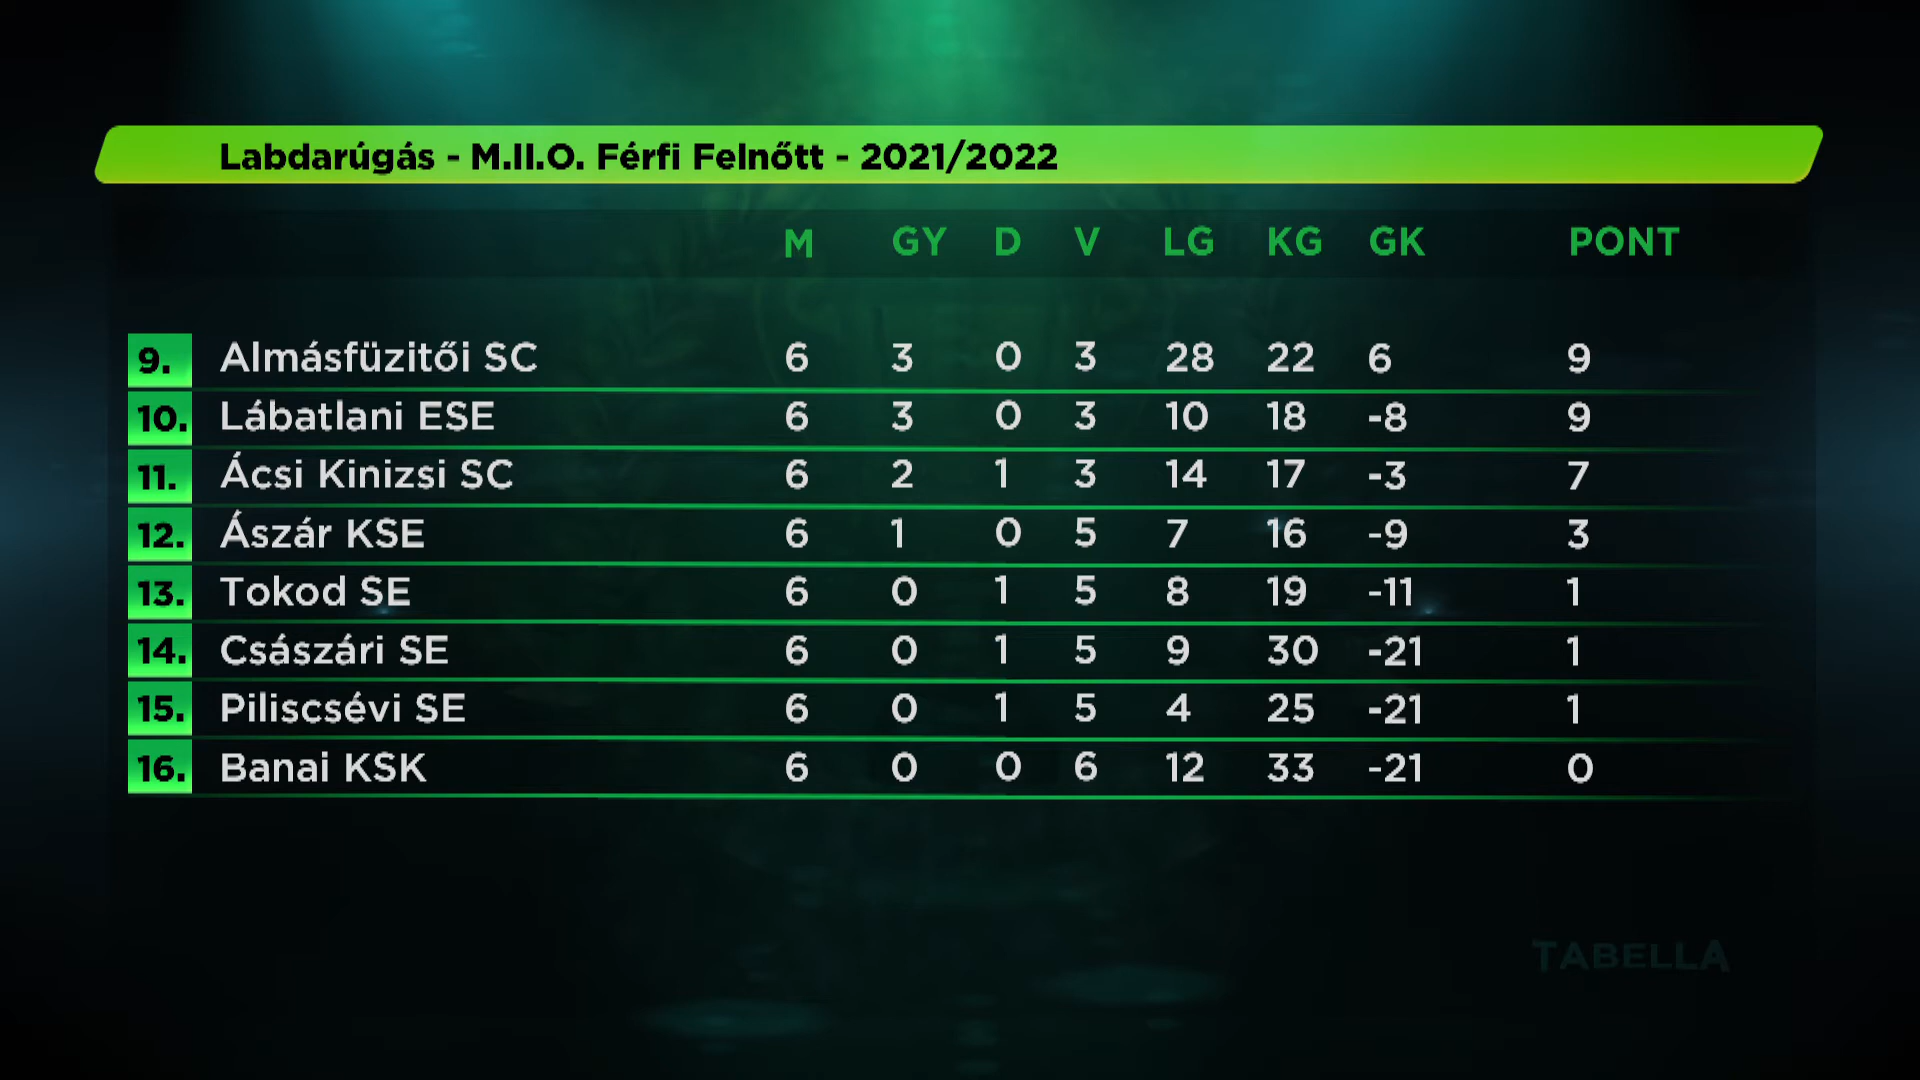 Labdarúgás - M.II.O. Férfi Felnőtt - 2021/2022
M GY D V LG KG GK PONT
9. Almásfüzitői SC 6 3 0 3 28 22 6 9
10. Lábatlani ESE 6 3 0 3 10 18 -8 9
11. Ácsi Kinizsi SC 6 2 1 3 14 17 -3 7
12. Ászár KSE 6 1 0 5 7 16 -9 3
13. Tokod SE 6 0 1 5 8 19 -11 1
14. Császári SE 6 0 1 5 9 30 -21 1
15. Piliscsévi SE 6 0 1 5 4 25 -21 1
16. Banai KSK 6 0 0 6 12 33 -21 0
TABELLA